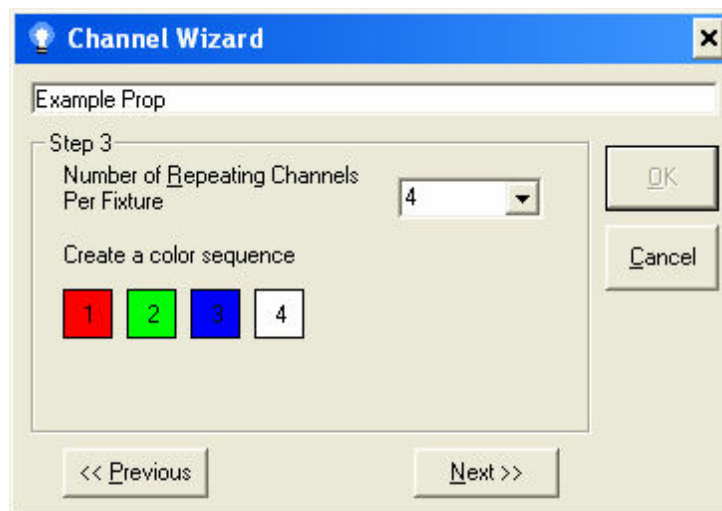 Channel Wizard
Example Prop
Step 3
Number of Repeating Channels
Per Fixture
4
OK
Create a color sequence
Cancel
1 2 3 4
<< Previous
Next >>